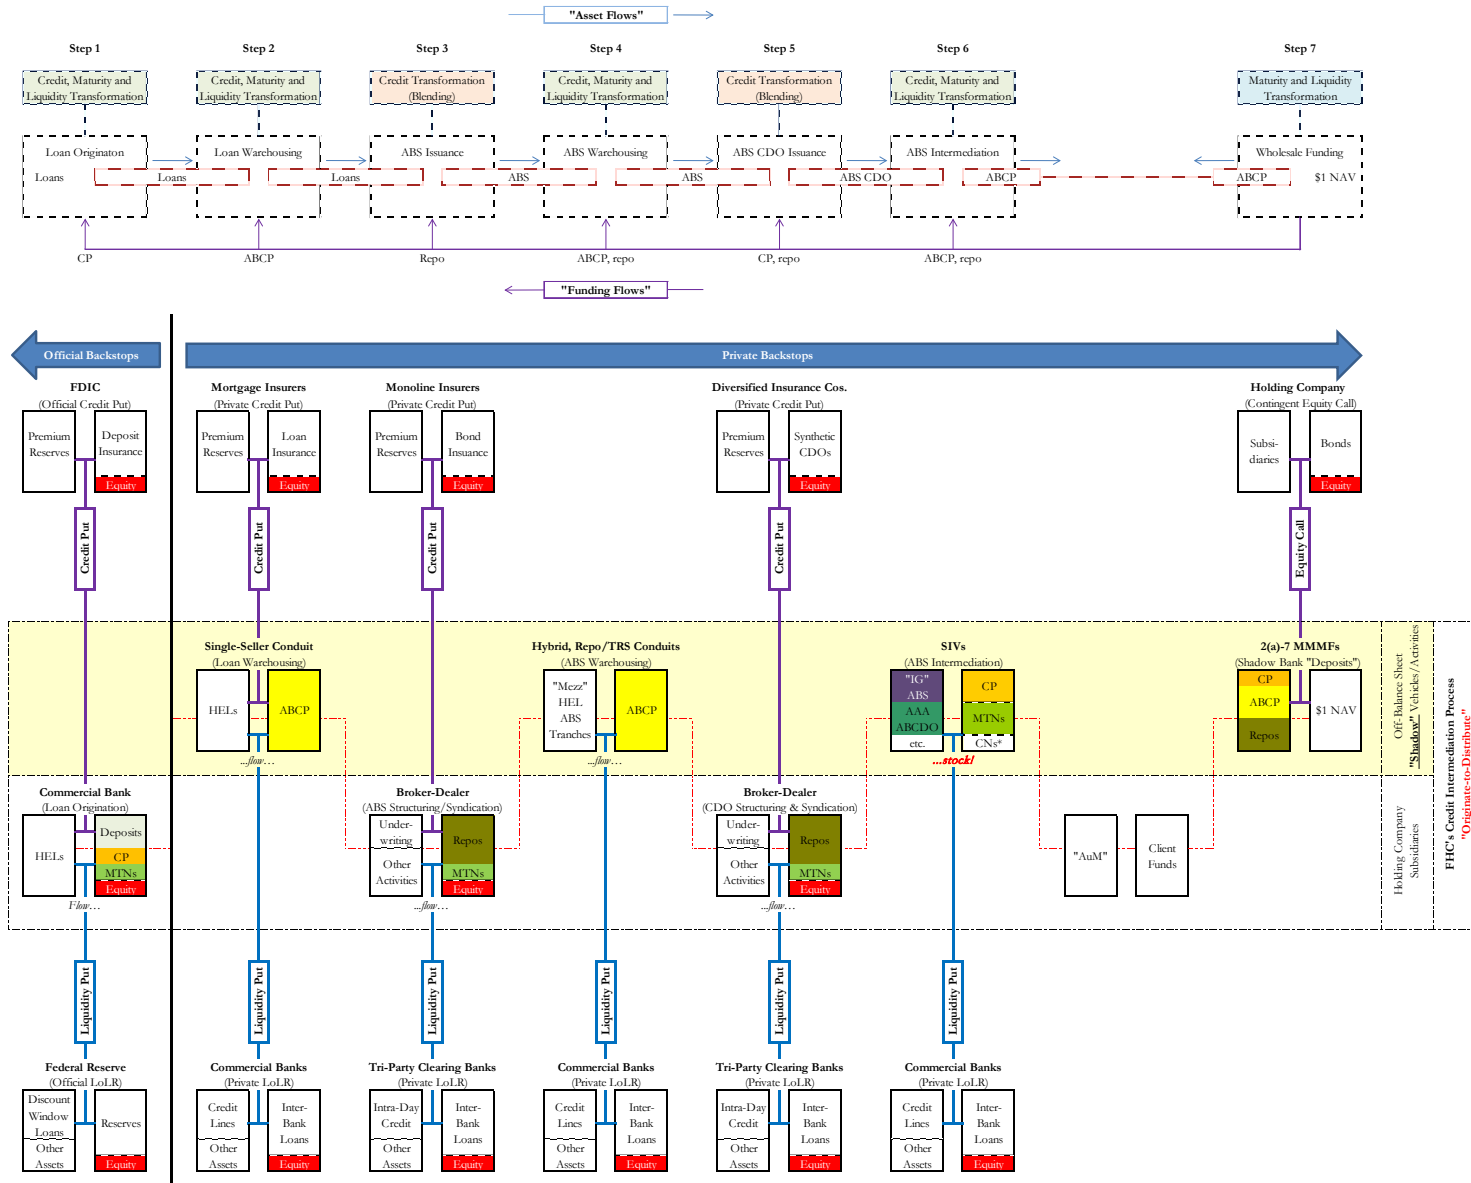 "Asset Flows"
Step 1
Step 2
Step 3
Step 4
Step 5
Step 6
Step 7
Credit, Maturity and
Liquidity Transformation
Credit, Maturity and
Liquidity Transformation
Credit Transformation
(Blending)
Credit, Maturity and
Liquidity Transformation
Credit Transformation
(Blending)
Credit, Maturity and
Liquidity Transformation
Maturity and Liquidity
Transformation
Loan Originaton
Loan Warehousing
ABS Issuance
ABS Warehousing
ABS CDO Issuance
ABS Intermediation
Wholesale Funding
Loans
Loans
Loans
ABS
ABS
ABS CDO
ABCP
ABCP
$1 NAV
CP
ABCP
Repo
ABCP, repo
CP, repo
ABCP, repo
"Funding Flows"
Official Backstops
Private Backstops
FDIC
(Official Credit Put)
Mortgage Insurers
(Private Credit Put)
Monoline Insurers
(Private Credit Put)
Diversified Insurance Cos.
(Private Credit Put)
Holding Company
(Contingent Equity Call)
Premium
Reserves
Deposit
Insurance
Equity
Premium
Reserves
Loan
Insurance
Equity
Premium
Reserves
Bond
Insuance
Equity
Premium
Reserves
Synthetic
CDOs
Equity
Subsi-
diaries
Bonds
Equity
Credit Put
Credit Put
Credit Put
Credit Put
Equity Call
Single-Seller Conduit
(Loan Warehousing)
HELs
ABCP
...flow…
Hybrid, Repo/TRS Conduits
(ABS Warehousing)
"Mezz"
HEL
ABS
Tranches
ABCP
...flow…
SIVs
(ABS Intermediation)
"IG"
ABS
AAA
ABCDO
etc.
CP
MTNs
CNs*
...stock!
2(a)-7 MMMFs
(Shadow Bank "Deposits")
CP
ABCP
Repos
$1 NAV
Off-Balance Sheet
"Shadow" Vehicles/Activities
Commercial Bank
(Loan Origination)
HELs
Deposits
CP
MTNs
Equity
Flow…
Broker-Dealer
(ABS Structuring/Syndication)
Under-
writing
Other
Activities
Repos
MTNs
Equity
...flow…
Broker-Dealer
(CDO Structuring & Syndication)
Under-
writing
Other
Activities
Repos
MTNs
Equity
...flow…
"AuM"
Client
Funds
Holding Company
Subsidiaries
FHC's Credit Intermediation Process
"Originate-to-Distribute"
Liquidity Put
Liquidity Put
Liquidity Put
Liquidity Put
Liquidity Put
Liquidity Put
Federal Reserve
(Official LoLR)
Commercial Banks
(Private LoLR)
Tri-Party Clearing Banks
(Private LoLR)
Commercial Banks
(Private LoLR)
Tri-Party Clearing Banks
(Private LoLR)
Commercial Banks
(Private LoLR)
Discount
Window
Loans
Other
Assets
Reserves
Equity
Credit
Lines
Other
Assets
Inter-
Bank
Loans
Equity
Intra-Day
Credit
Other
Assets
Inter-
Bank
Loans
Equity
Credit
Lines
Other
Assets
Inter-
Bank
Loans
Equity
Intra-Day
Credit
Other
Assets
Inter-
Bank
Loans
Equity
Credit
Lines
Other
Assets
Inter-
Bank
Loans
Equity